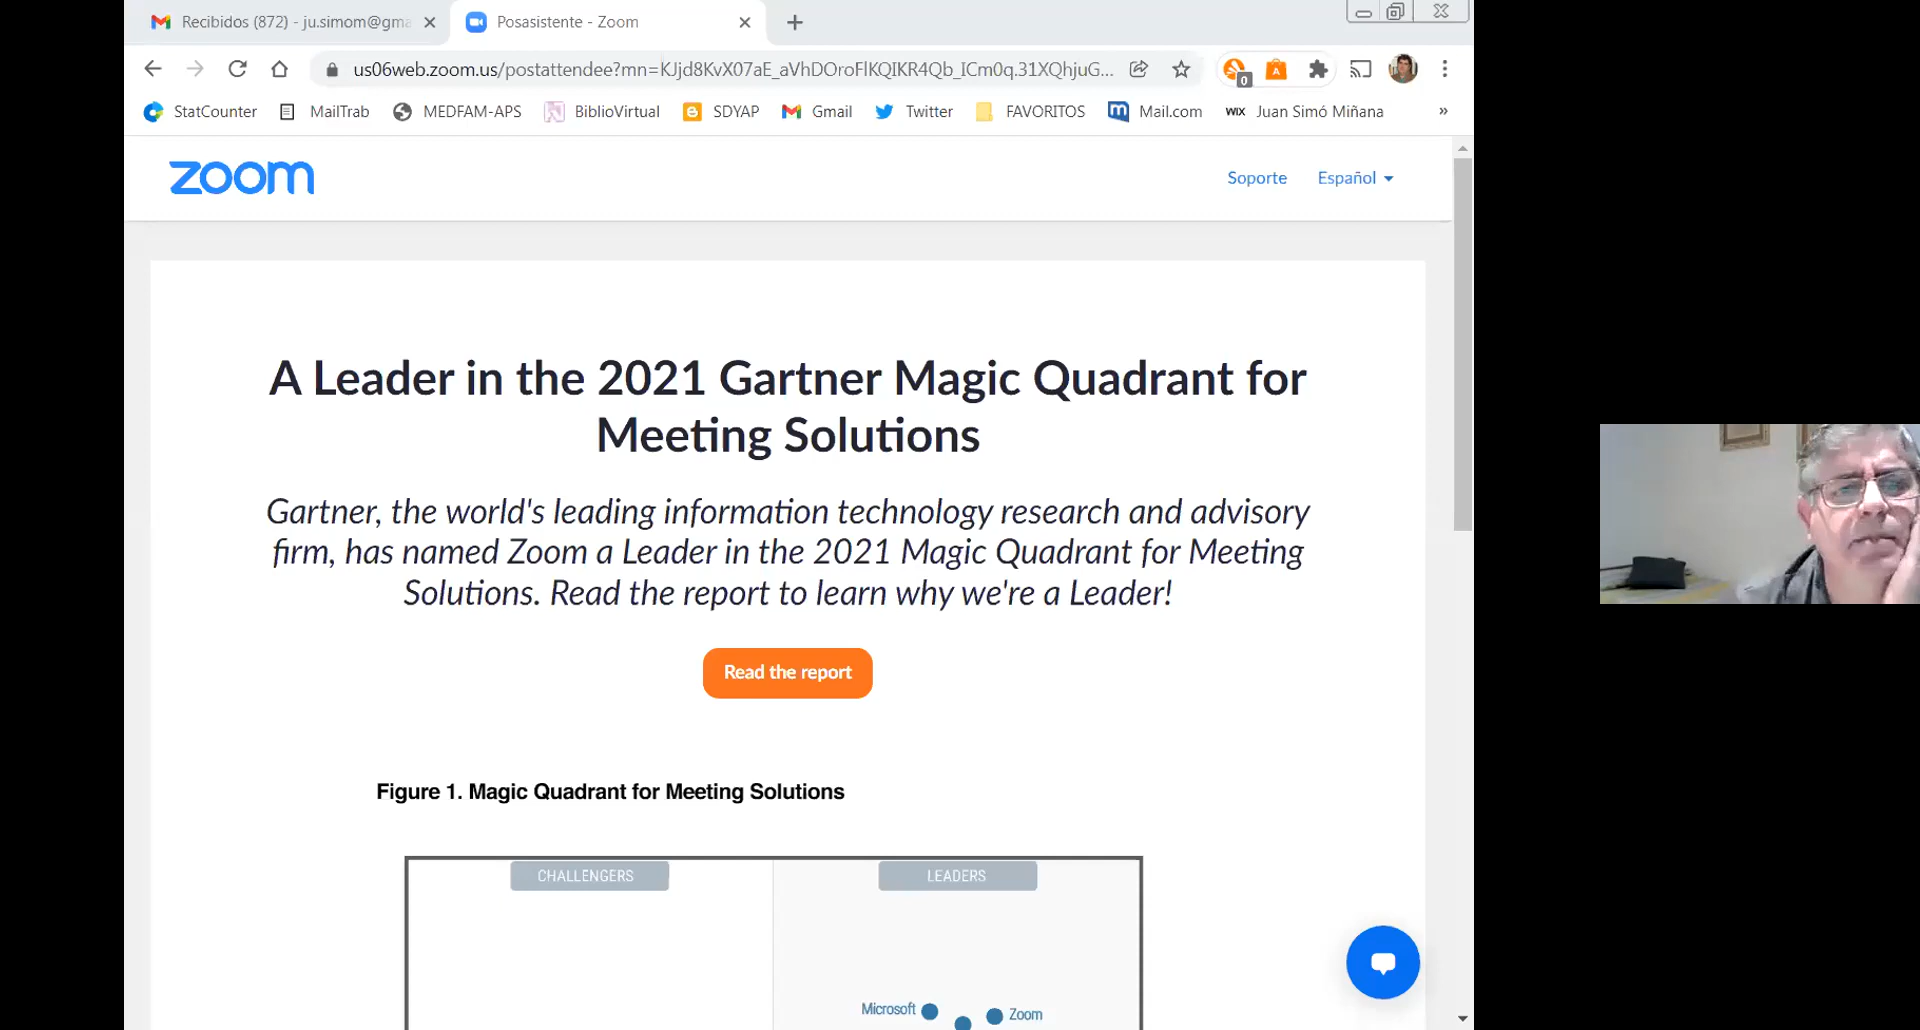 Recibidos (872) - ju.simom@gma
Posasistente - Zoom
us06web.zoom.us/postattendee?mn=KJjd8KvX07aE_aVhDOroFlKQIKR4Qb_ICm0q.31XQhjuG...
0
A
StatCounter
MailTrab
MEDFAM-APS
BiblioVirtual
SDYAP
Gmail
Twitter
FAVORITOS
Mail.com
WIX Juan Simó Miñana
»
zoom
Soporte
Español
A Leader in the 2021 Gartner Magic Quadrant for
Meeting Solutions
Gartner, the world's leading information technology research and advisory
firm, has named Zoom a Leader in the 2021 Magic Quadrant for Meeting
Solutions. Read the report to learn why we're a Leader!
Read the report
Figure 1. Magic Quadrant for Meeting Solutions
CHALLENGERS
LEADERS
Microsoft
Zoom